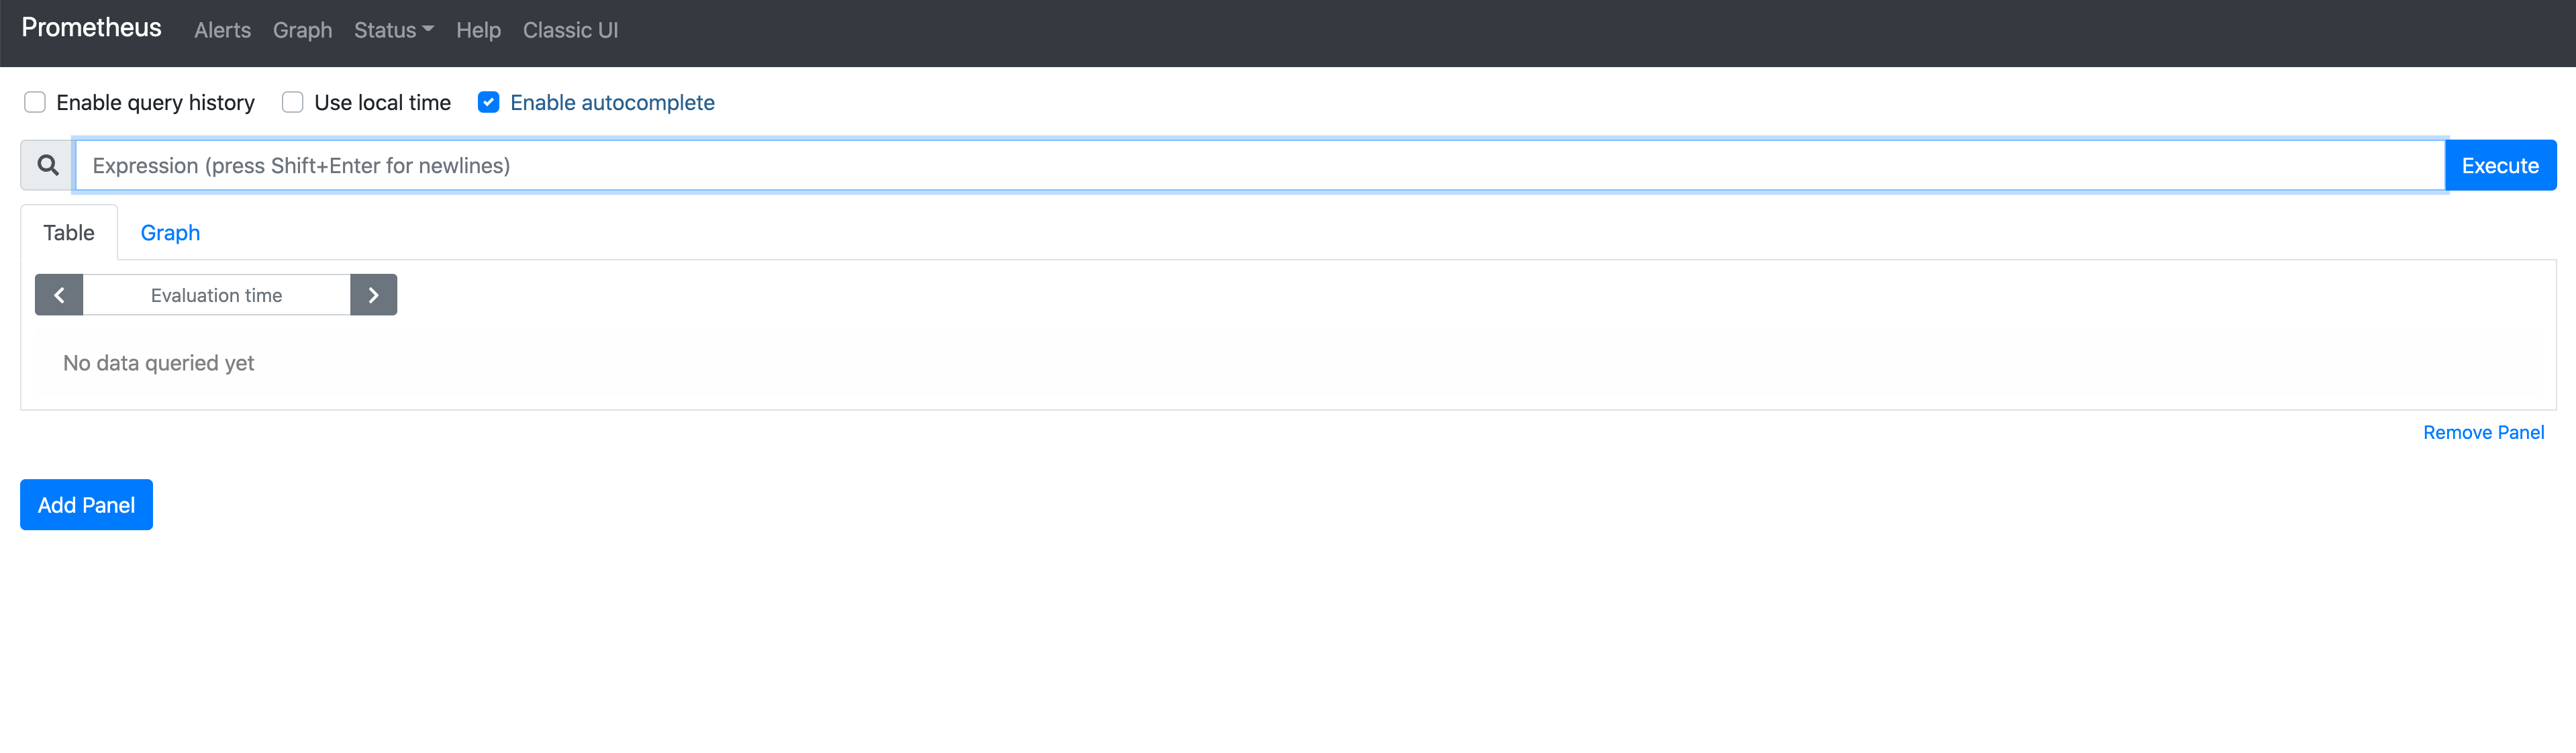 Prometheus Alerts Graph Status Help Classic UI
Enable query history Use local time Enable autocomplete
Expression (press Shift+Enter for newlines) Execute
Table Graph
Evaluation time
No data queried yet
Remove Panel
Add Panel